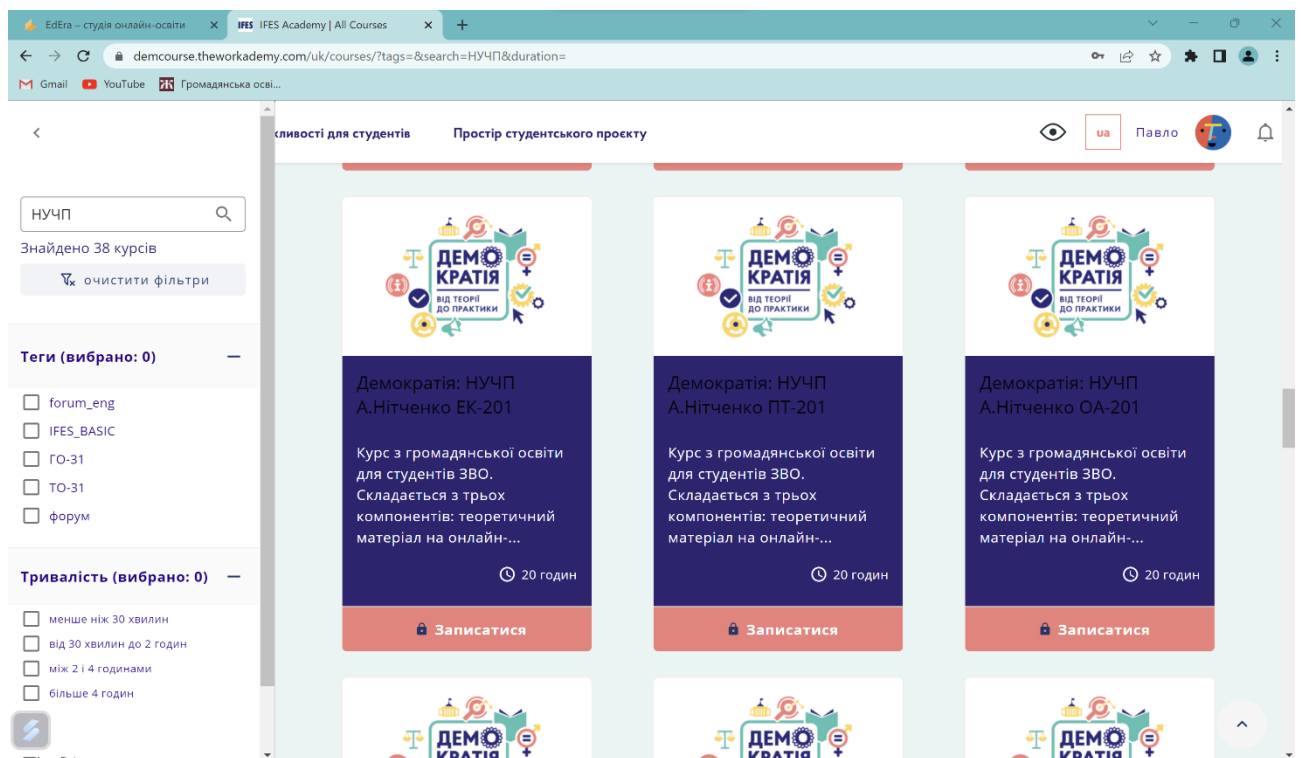 EdEra – студія онлайн-освіти
IFES
IFES Academy | All Courses
demcourse.theworkademy.com/uk/courses/?tags=&search=НУЧП&duration=
Gmail
YouTube
Громадянська осві...
жливості для студентів
Простір студентського проєкту
ua
Павло
НУЧП
Знайдено 38 курсів
очистити фільтри
Теги (вибрано: 0)
forum_eng
IFES_BASIC
ГО-31
ТО-31
форум
Тривалість (вибрано: 0)
менше ніж 30 хвилин
від 30 хвилин до 2 годин
між 2 і 4 годинами
більше 4 годин
ДЕМО
КРАТІЯ
ВІД ТЕОРІЇ
ДО ПРАКТИКИ
Демократія: НУЧП
А.Нітченко ЕК-201
Курс з громадянської освіти
для студентів ЗВО.
Складається з трьох
компонентів: теоретичний
матеріал на онлайн-...
20 годин
Записатися
ДЕМО
КРАТІЯ
ВІД ТЕОРІЇ
ДО ПРАКТИКИ
Демократія: НУЧП
А.Нітченко ПТ-201
Курс з громадянської освіти
для студентів ЗВО.
Складається з трьох
компонентів: теоретичний
матеріал на онлайн-...
20 годин
Записатися
ДЕМО
КРАТІЯ
ВІД ТЕОРІЇ
ДО ПРАКТИКИ
Демократія: НУЧП
А.Нітченко ОА-201
Курс з громадянської освіти
для студентів ЗВО.
Складається з трьох
компонентів: теоретичний
матеріал на онлайн-...
20 годин
Записатися
ДЕМО
КРАТІЯ
ДЕМО
КРАТІЯ
ДЕМО
КРАТІЯ